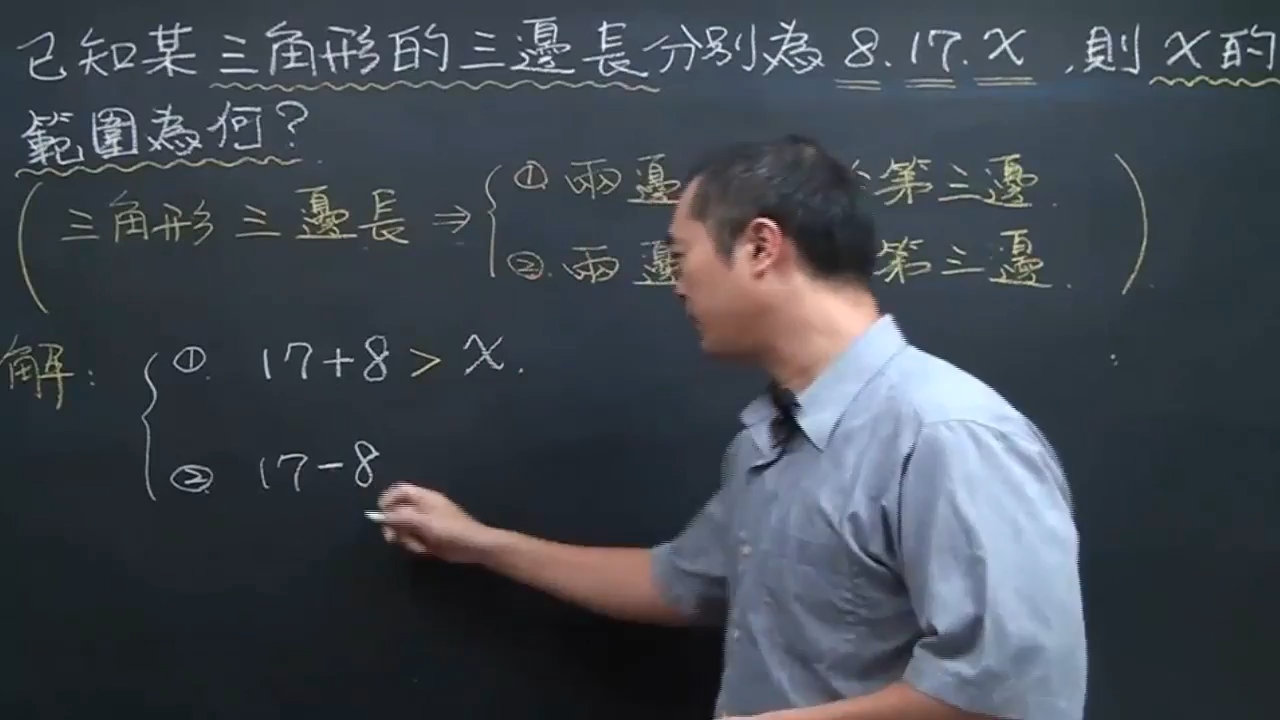 已知某三角形的三邊長分別為8.17.x,則x的
範圍為何?
(三角形三邊長⇒{①兩邊 第三邊.
②.兩邊 第三邊.)
解:{①. 17+8>x.
②. 17-8